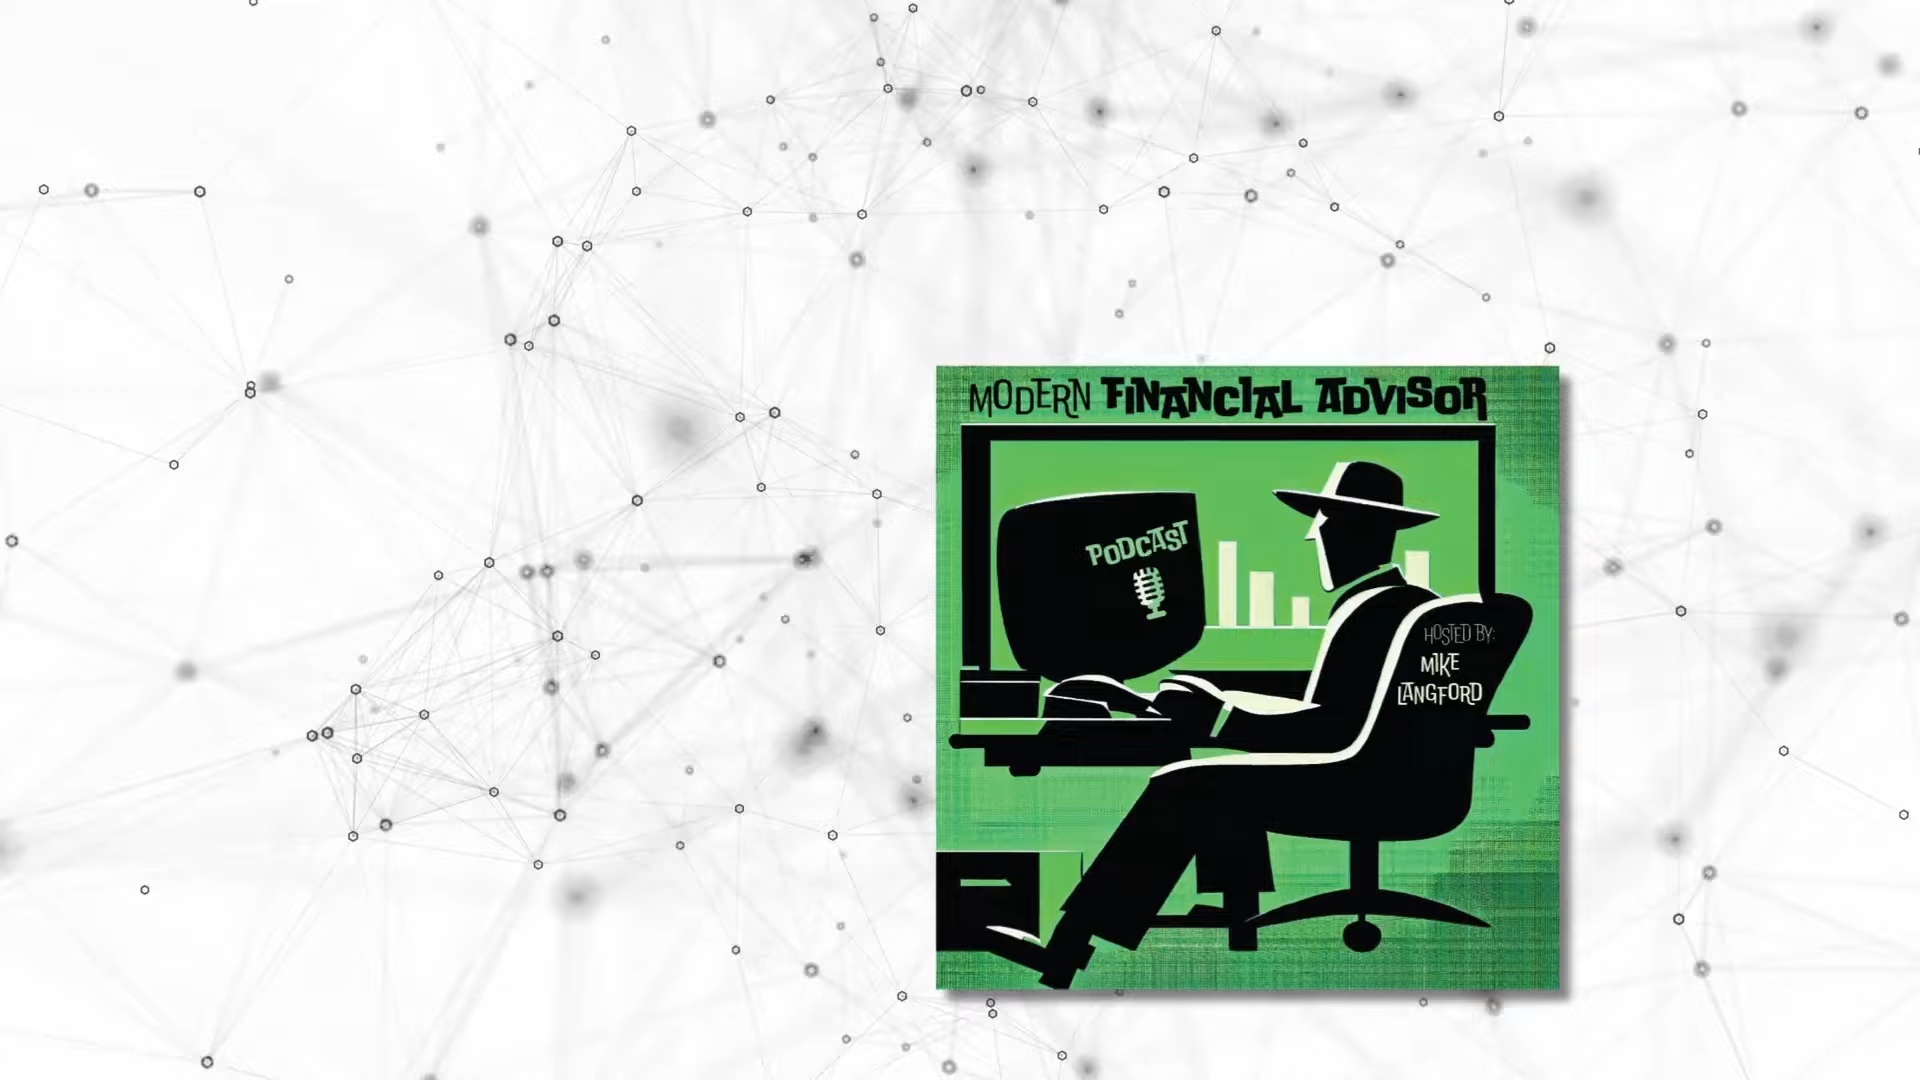 MODERN FINANCIAL ADVISOR
PODCAST
HOSTED BY:
MIKE
LANGFORD